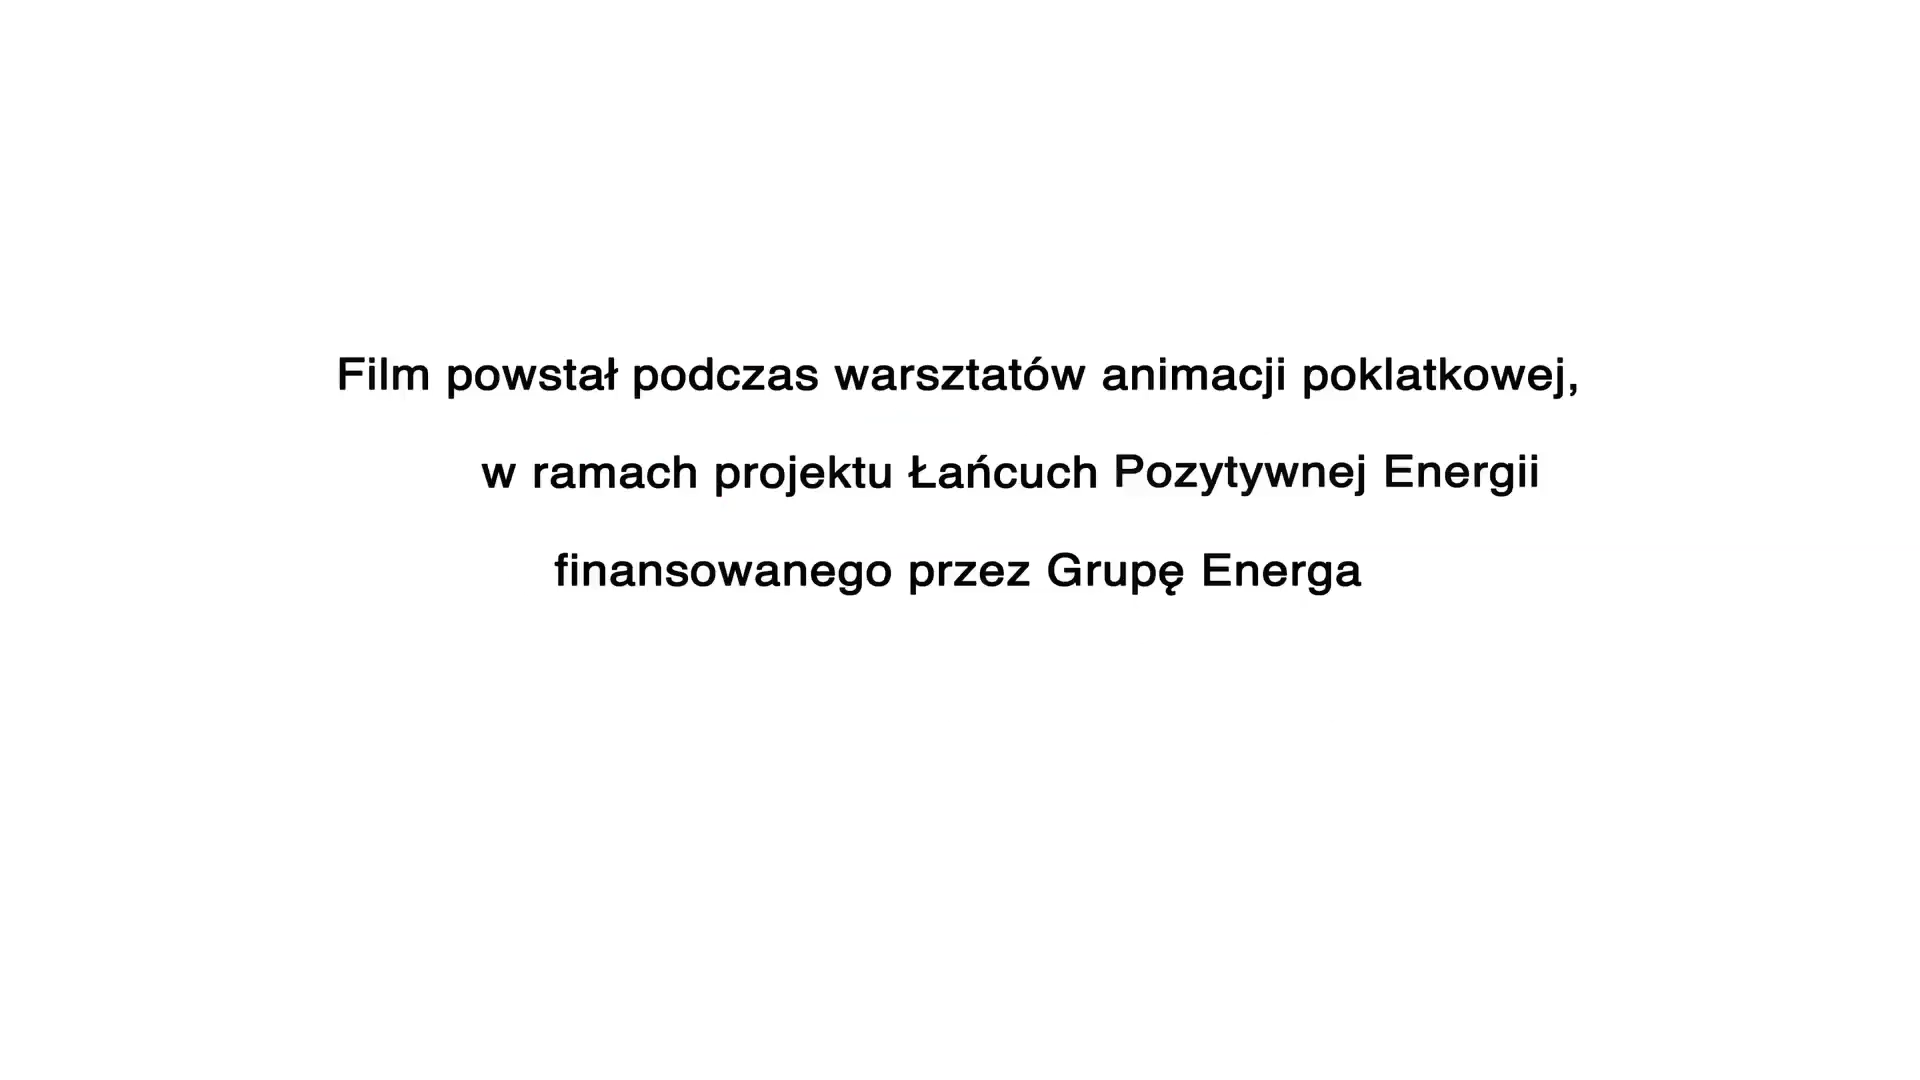 Film powstał podczas warsztatów animacji poklatkowej,
w ramach projektu Łańcuch Pozytywnej Energii
finansowanego przez Grupę Energa